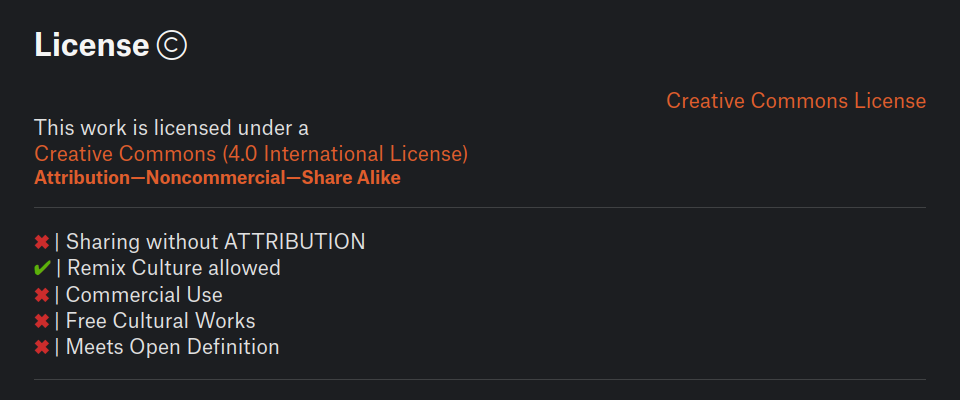 License ©
Creative Commons License
This work is licensed under a
Creative Commons (4.0 International License)
Attribution—Noncommercial—Share Alike
✖ | Sharing without ATTRIBUTION
✔ | Remix Culture allowed
✖ | Commercial Use
✖ | Free Cultural Works
✖ | Meets Open Definition